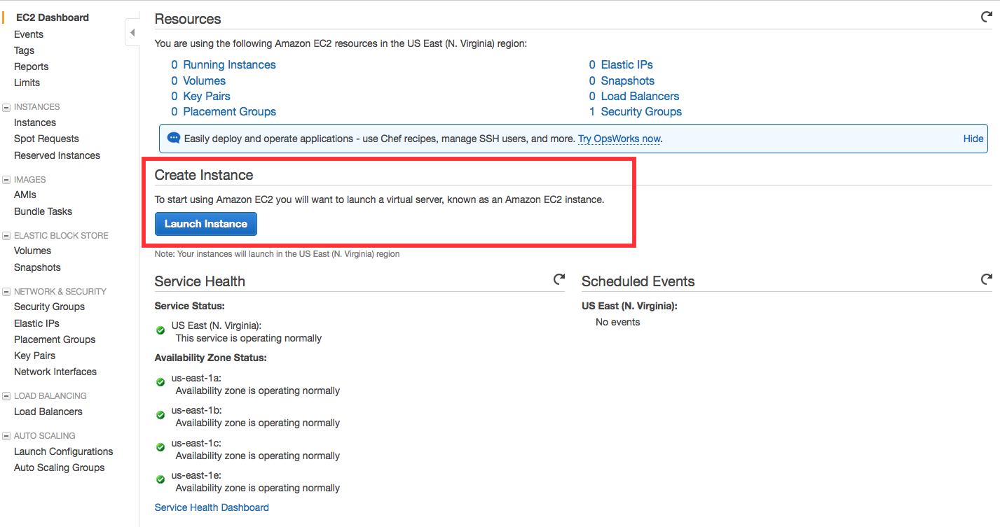 EC2 Dashboard
Events
Tags
Reports
Limits
INSTANCES
Instances
Spot Requests
Reserved Instances
IMAGES
AMIs
Bundle Tasks
ELASTIC BLOCK STORE
Volumes
Snapshots
NETWORK & SECURITY
Security Groups
Elastic IPs
Placement Groups
Key Pairs
Network Interfaces
LOAD BALANCING
Load Balancers
AUTO SCALING
Launch Configurations
Auto Scaling Groups
Resources
You are using the following Amazon EC2 resources in the US East (N. Virginia) region:
0 Running Instances
0 Volumes
0 Key Pairs
0 Placement Groups
0 Elastic IPs
0 Snapshots
0 Load Balancers
1 Security Groups
Easily deploy and operate applications - use Chef recipes, manage SSH users, and more. Try OpsWorks now.
Hide
Create Instance
To start using Amazon EC2 you will want to launch a virtual server, known as an Amazon EC2 instance.
Launch Instance
Note: Your instances will launch in the US East (N. Virginia) region
Service Health
Service Status:
US East (N. Virginia):
This service is operating normally
Availability Zone Status:
us-east-1a:
Availability zone is operating normally
us-east-1b:
Availability zone is operating normally
us-east-1c:
Availability zone is operating normally
us-east-1e:
Availability zone is operating normally
Service Health Dashboard
Scheduled Events
US East (N. Virginia):
No events